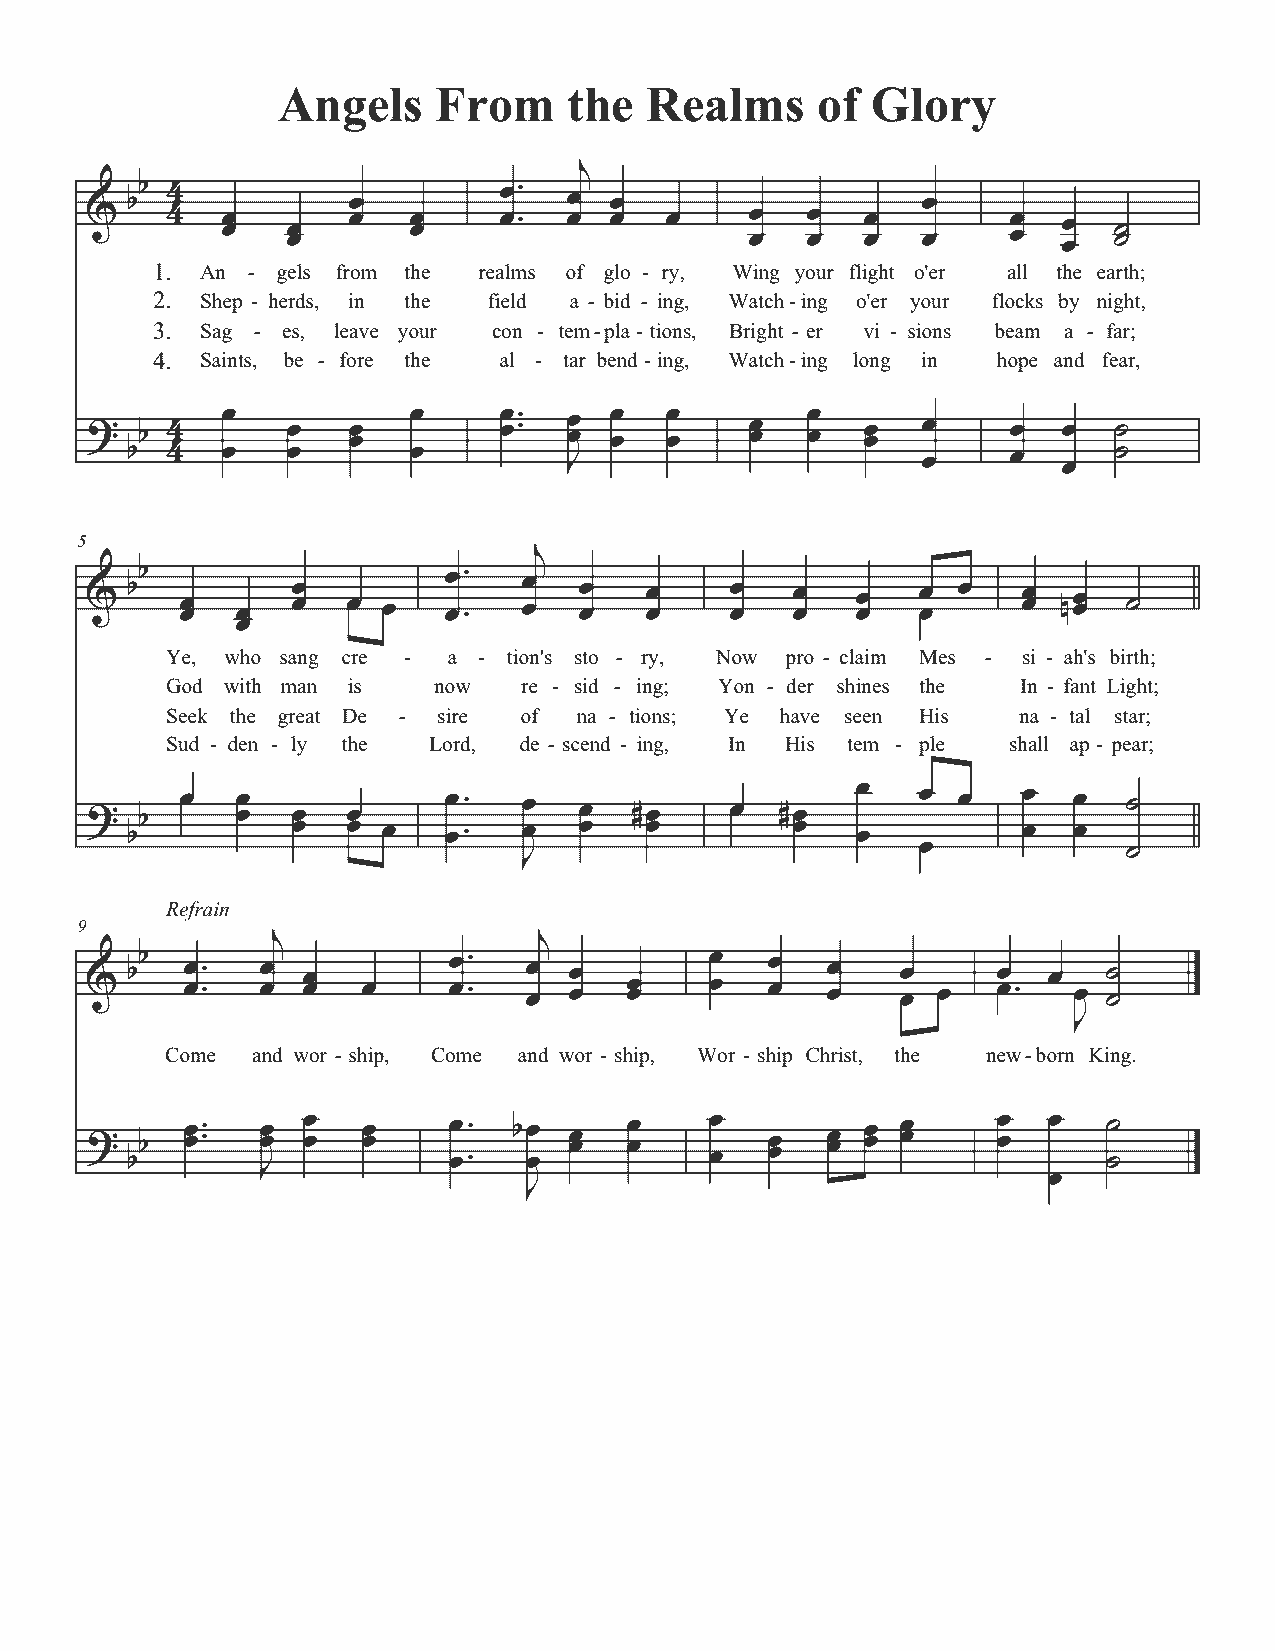 Angels From the Realms of Glory
4
4
1. An - gels from the realms of glo - ry, Wing your flight o'er all the earth;
2. Shep - herds, in the field a - bid - ing, Watch - ing o'er your flocks by night,
3. Sag - es, leave your con - tem - pla - tions, Bright - er vi - sions beam a - far;
4. Saints, be - fore the al - tar bend - ing, Watch - ing long in hope and fear,
4
4
5
Ye, who sang cre - a - tion's sto - ry, Now pro - claim Mes - si - ah's birth;
God with man is now re - sid - ing; Yon - der shines the In - fant Light;
Seek the great De - sire of na - tions; Ye have seen His na - tal star;
Sud - den - ly the Lord, de - scend - ing, In His tem - ple shall ap - pear;
Refrain
9
Come and wor - ship, Come and wor - ship, Wor - ship Christ, the new - born King.